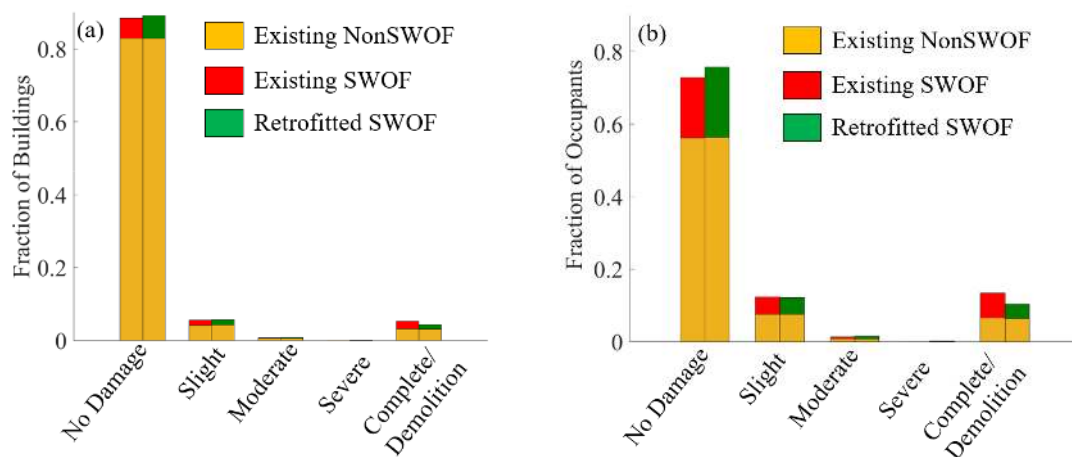 (a)
Existing NonSWOF
Existing SWOF
Retrofitted SWOF
Fraction of Buildings
0.8
0.6
0.4
0.2
0
No Damage
Slight
Moderate
Severe
Complete/
Demolition
(b)
Existing NonSWOF
Existing SWOF
Retrofitted SWOF
Fraction of Occupants
0.8
0.6
0.4
0.2
0
No Damage
Slight
Moderate
Severe
Complete/
Demolition